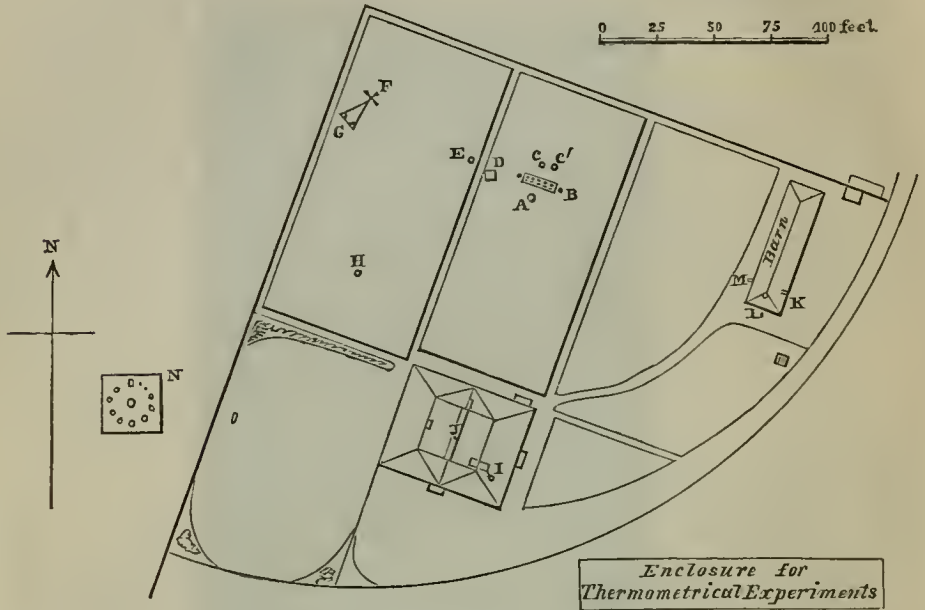 0 25 50 75 100 feet.
F
G
E
D
C C'
B
A
N
H
Barn
M
K
L
N
J
I
Enclosure for
Thermometrical Experiments